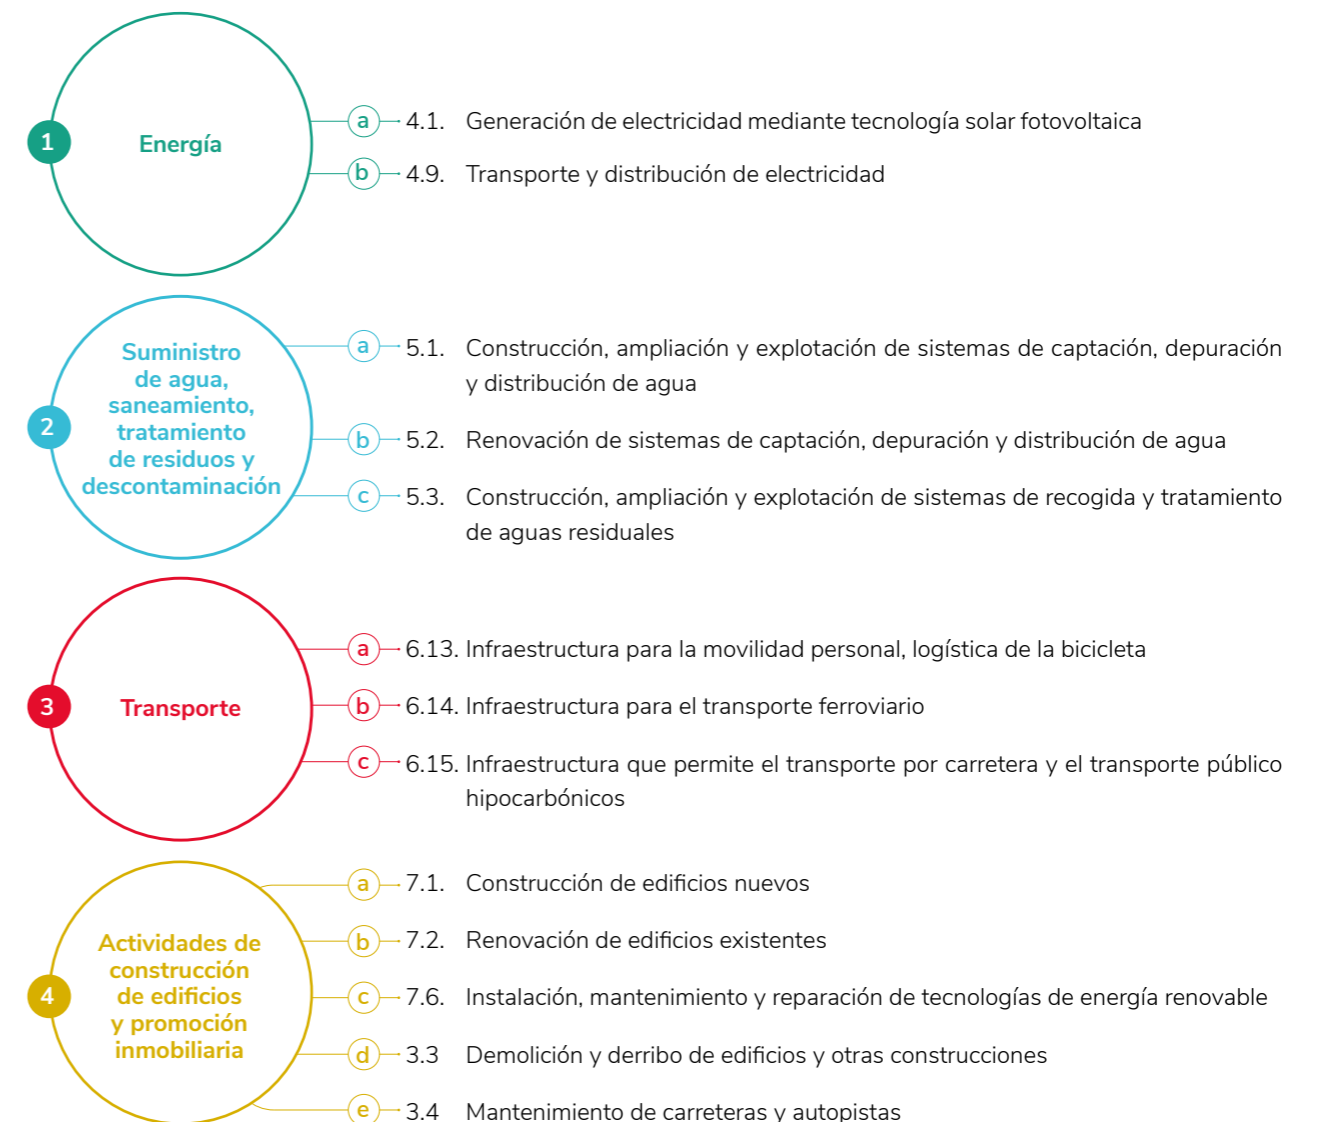 1
Energía
a 4.1. Generación de electricidad mediante tecnología solar fotovoltaica
b 4.9. Transporte y distribución de electricidad
2
Suministro
de agua,
saneamiento,
tratamiento
de residuos y
descontaminación
a 5.1. Construcción, ampliación y explotación de sistemas de captación, depuración
y distribución de agua
b 5.2. Renovación de sistemas de captación, depuración y distribución de agua
c 5.3. Construcción, ampliación y explotación de sistemas de recogida y tratamiento
de aguas residuales
3
Transporte
a 6.13. Infraestructura para la movilidad personal, logística de la bicicleta
b 6.14. Infraestructura para el transporte ferroviario
c 6.15. Infraestructura que permite el transporte por carretera y el transporte público
hipocarbónicos
4
Actividades de
construcción
de edificios
y promoción
inmobiliaria
a 7.1. Construcción de edificios nuevos
b 7.2. Renovación de edificios existentes
c 7.6. Instalación, mantenimiento y reparación de tecnologías de energía renovable
d 3.3 Demolición y derribo de edificios y otras construcciones
e 3.4 Mantenimiento de carreteras y autopistas